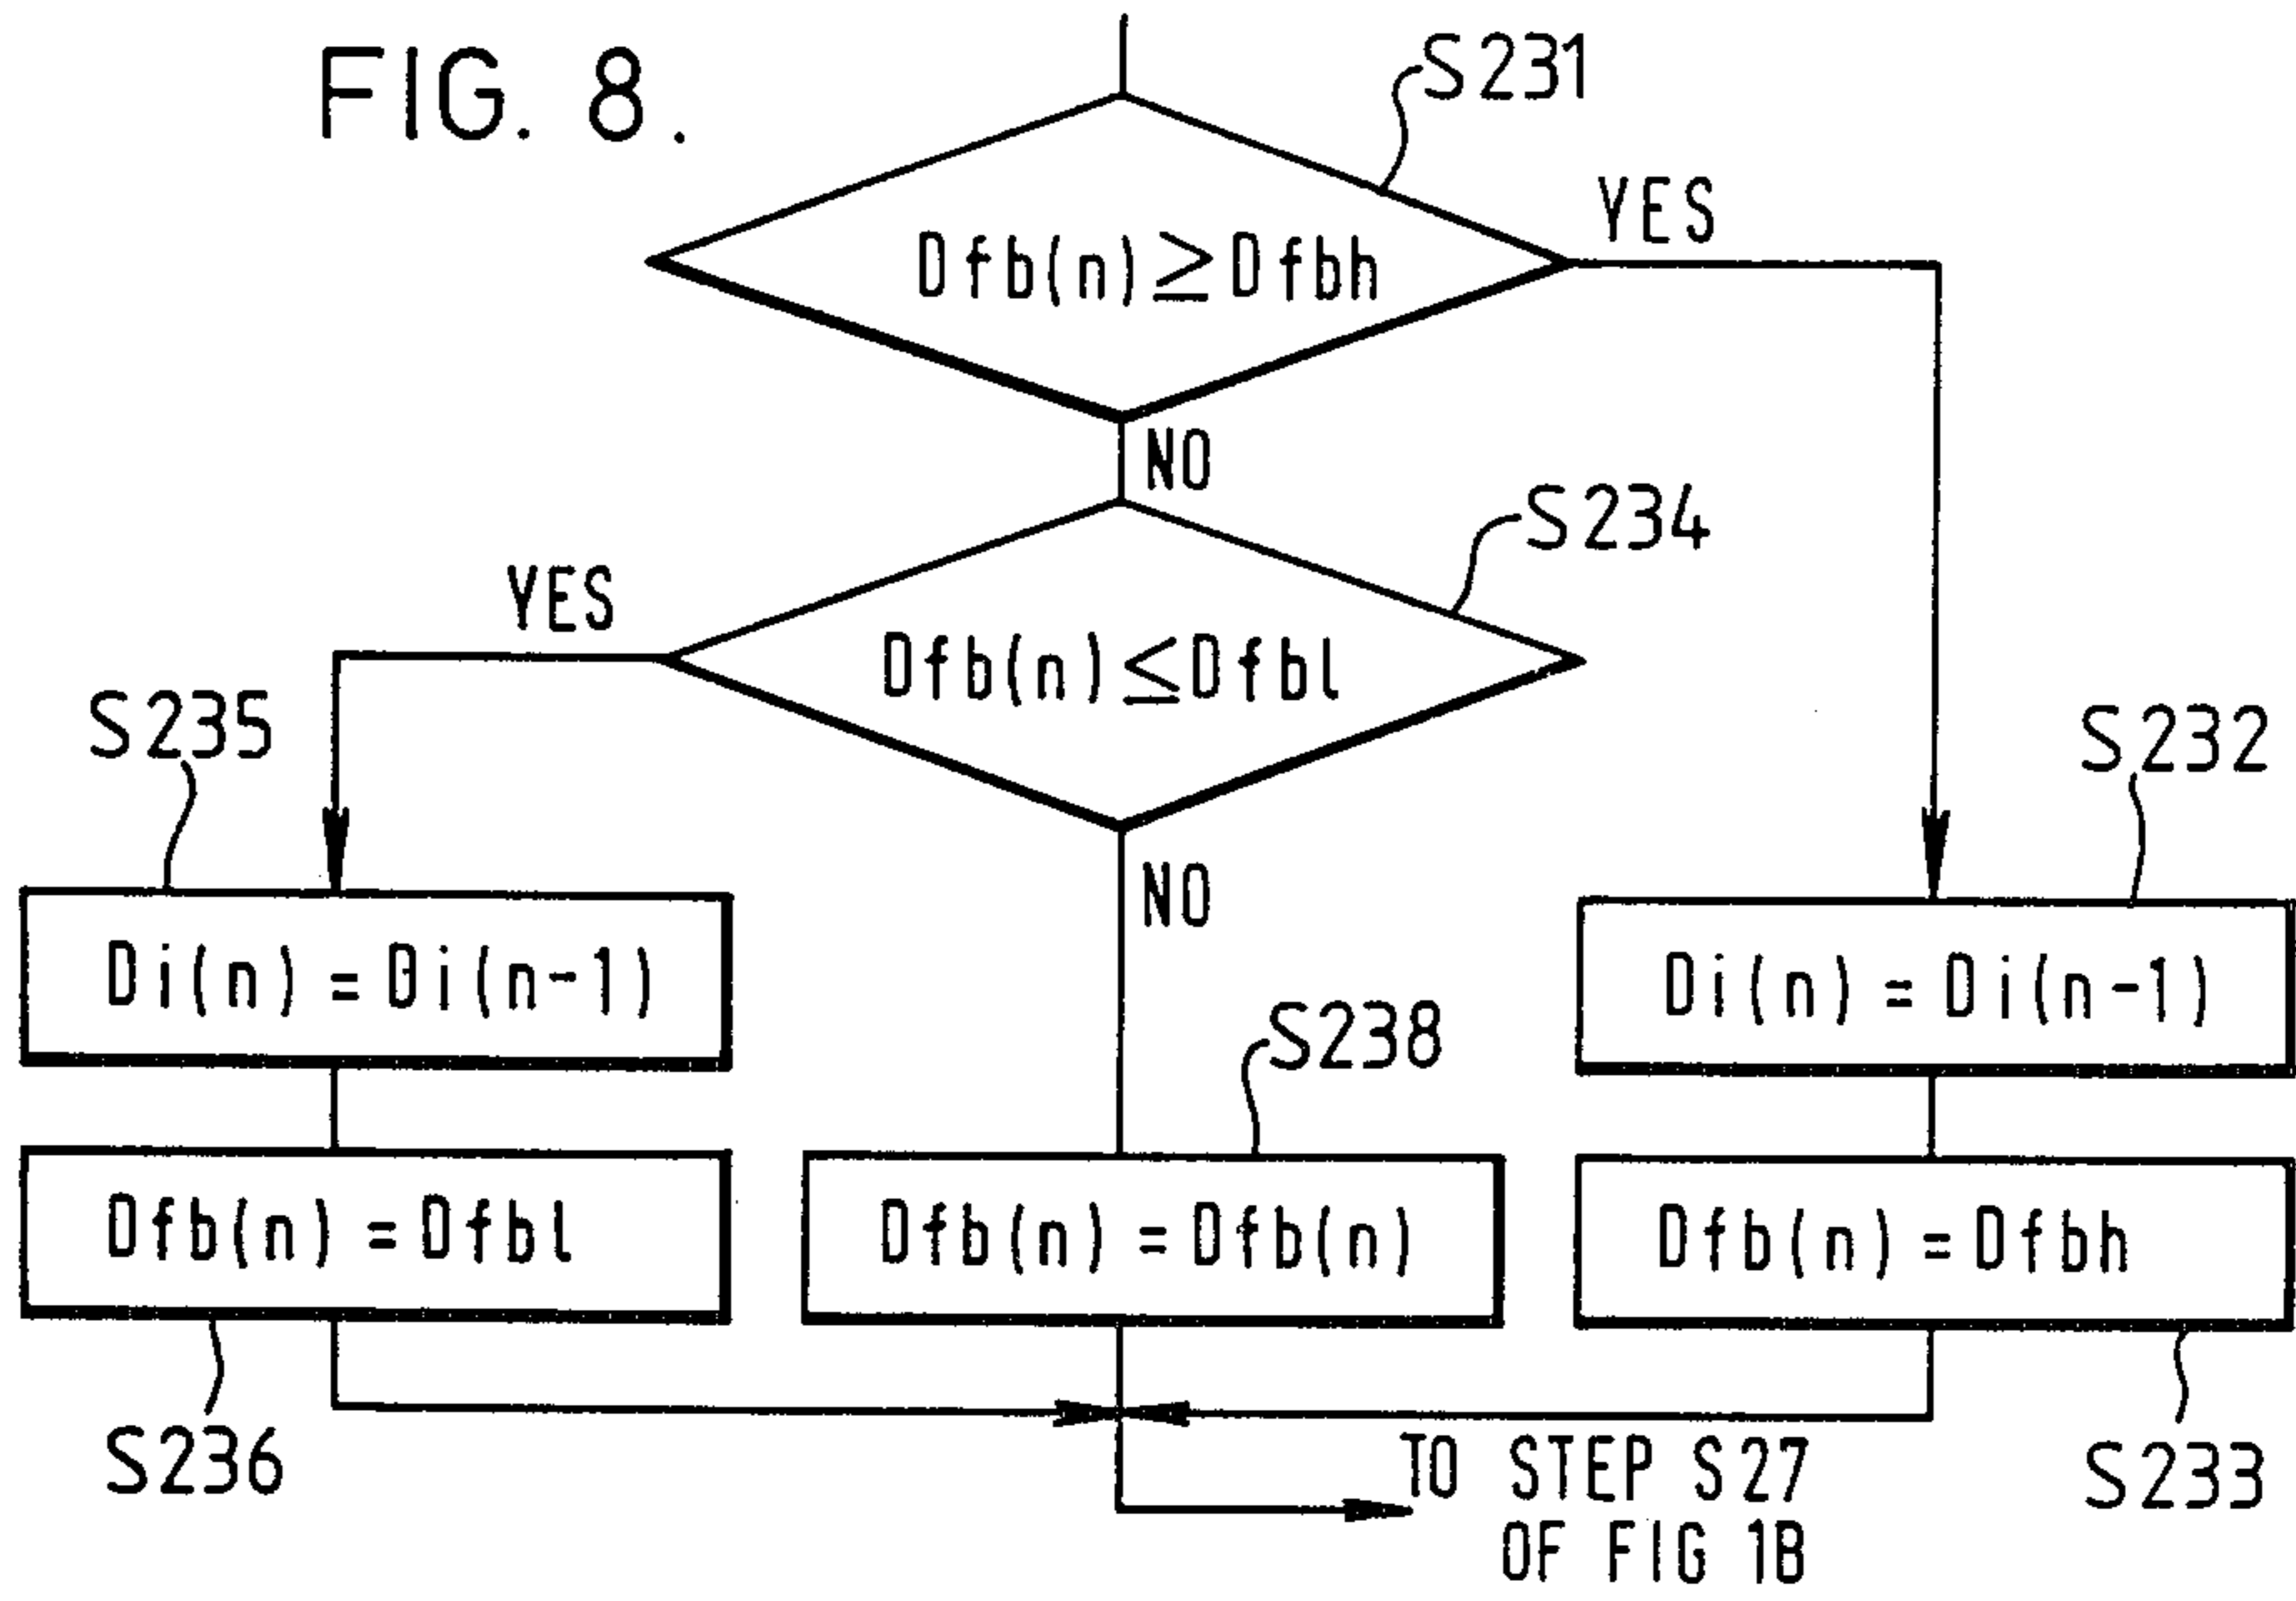 FIG. 8.
S231
YES
Dfb(n)≥Dfbh
NO
S234
YES
Dfb(n)≤Dfbl
S235
S232
NO
Di(n)=Di(n-1)
Di(n)=Di(n-1)
S238
Dfb(n)=Dfbl
Dfb(n)=Dfb(n)
Dfb(n)=Dfbh
S236
TO STEP S27
OF FIG 1B
S233